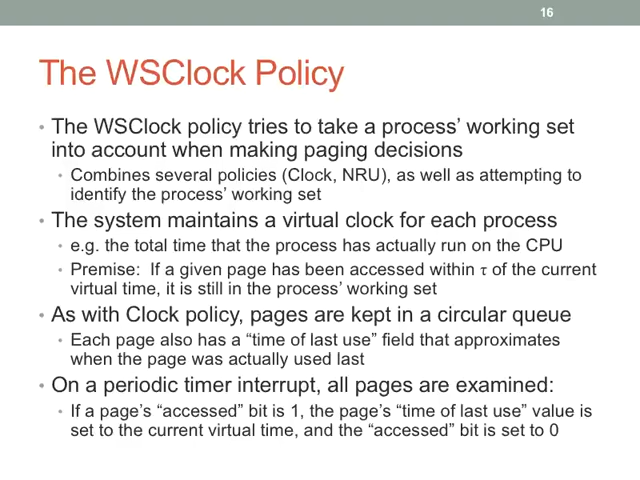 16
The WSClock Policy
• The WSClock policy tries to take a process’ working set
into account when making paging decisions
• Combines several policies (Clock, NRU), as well as attempting to
identify the process’ working set
• The system maintains a virtual clock for each process
• e.g. the total time that the process has actually run on the CPU
• Premise: If a given page has been accessed within τ of the current
virtual time, it is still in the process’ working set
• As with Clock policy, pages are kept in a circular queue
• Each page also has a “time of last use” field that approximates
when the page was actually used last
• On a periodic timer interrupt, all pages are examined:
• If a page’s “accessed” bit is 1, the page’s “time of last use” value is
set to the current virtual time, and the “accessed” bit is set to 0